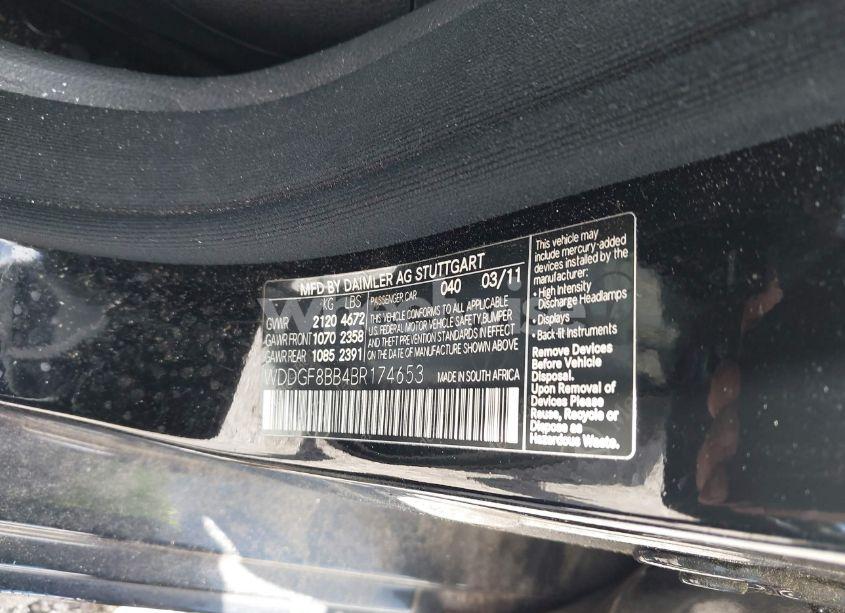 MFD BY DAIMLER AG STUTTGART
KG LBS PASSENGER CAR 040 03/11
GVWR 2120 4672
GAWR FRONT 1070 2358
GAWR REAR 1085 2391
THIS VEHICLE CONFORMS TO ALL APPLICABLE
U.S. FEDERAL MOTOR VEHICLE SAFETY, BUMPER
AND THEFT PREVENTION STANDARDS IN EFFECT
ON THE DATE OF MANUFACTURE SHOWN ABOVE.
WDDGF8BB4BR174653 MADE IN SOUTH AFRICA
This vehicle may
include mercury-added
devices installed by the
manufacturer:
• High Intensity
Discharge Headlamps
• Displays
• Back-lit Instruments
Remove Devices
Before Vehicle
Disposal.
Upon Removal of
Devices Please
Reuse, Recycle or
Dispose as
Hazardous Waste.